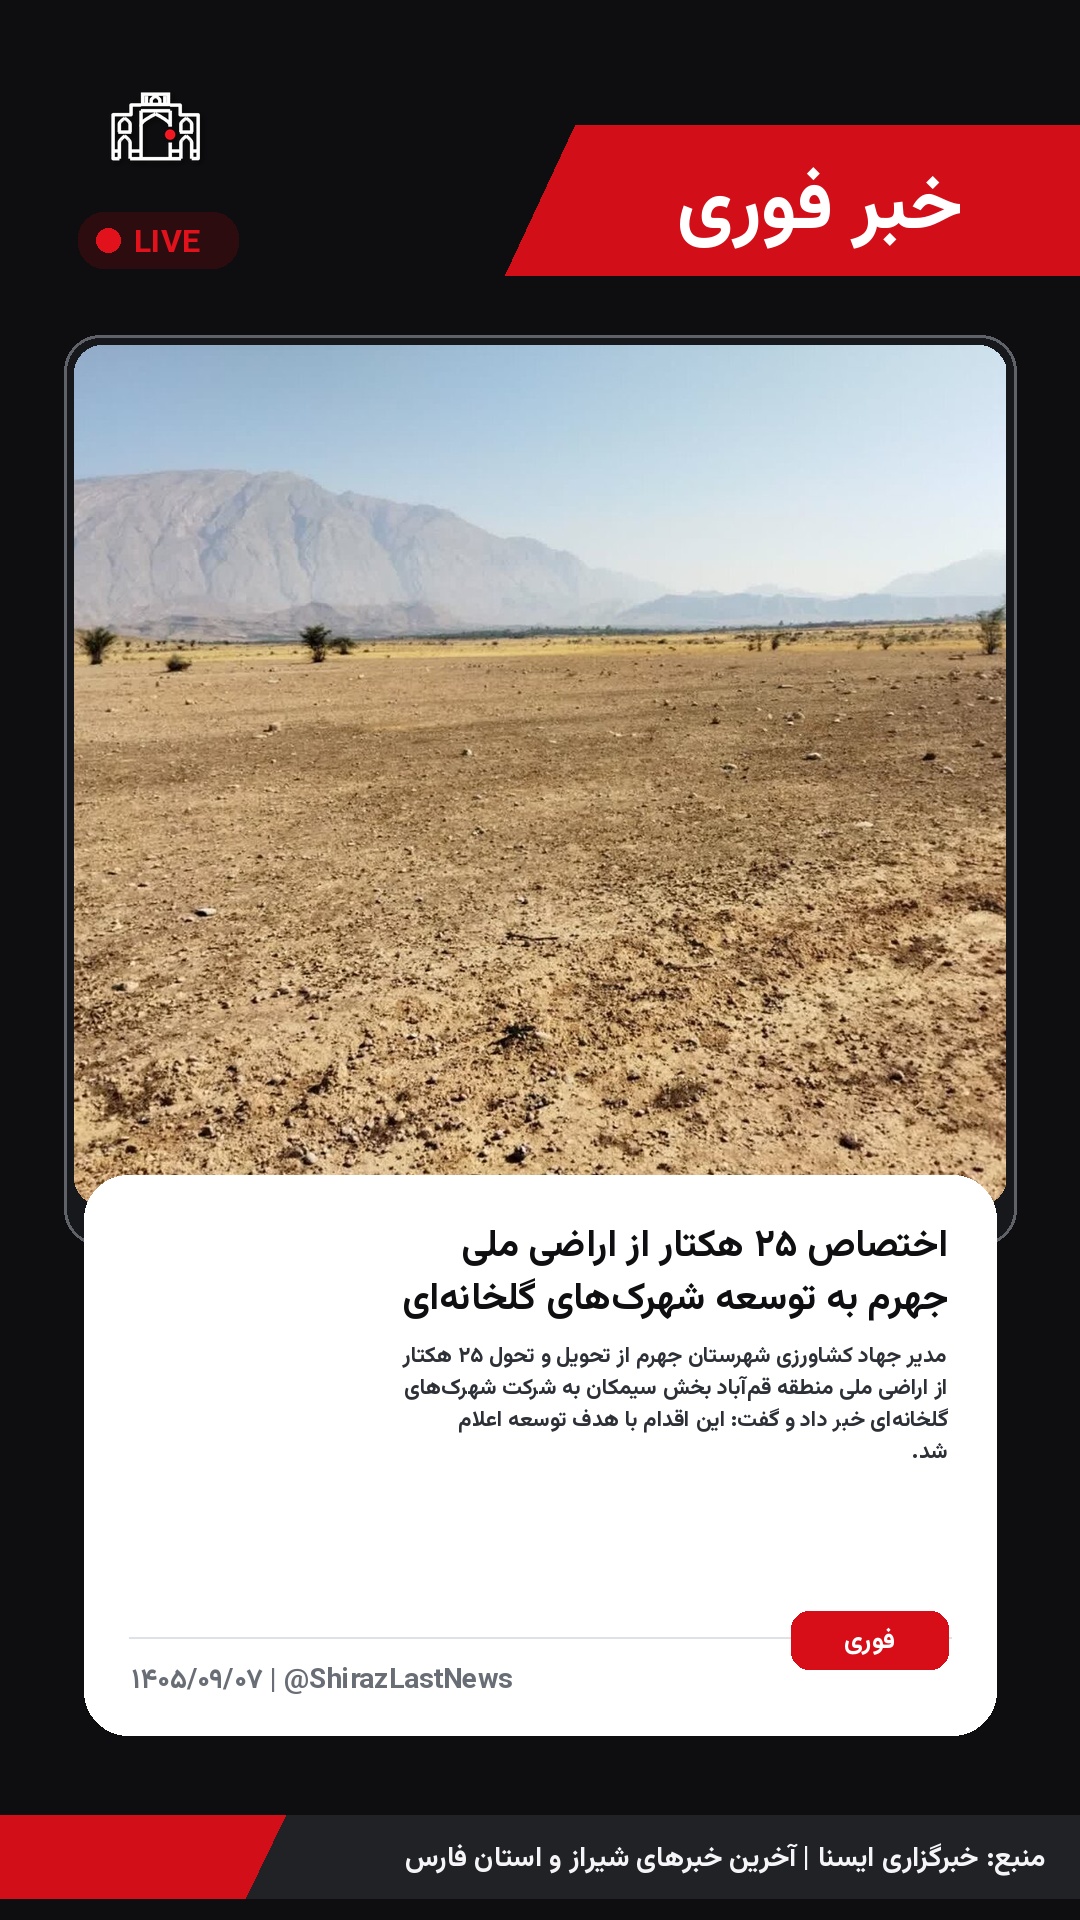 خبر فوری
LIVE
اختصاص ۲۵ هکتار از اراضی ملی
جهرم به توسعه شهرک‌های گلخانه‌ای
مدیر جهاد کشاورزی شهرستان جهرم از تحویل و تحول ۲۵ هکتار
از اراضی ملی منطقه قم‌آباد بخش سیمکان به شرکت شهرک‌های
گلخانه‌ای خبر داد و گفت: این اقدام با هدف توسعه اعلام
شد.
فوری
۱۴۰۵/۰۹/۰۷ | @ShirazLastNews
منبع: خبرگزاری ایسنا | آخرین خبرهای شیراز و استان فارس